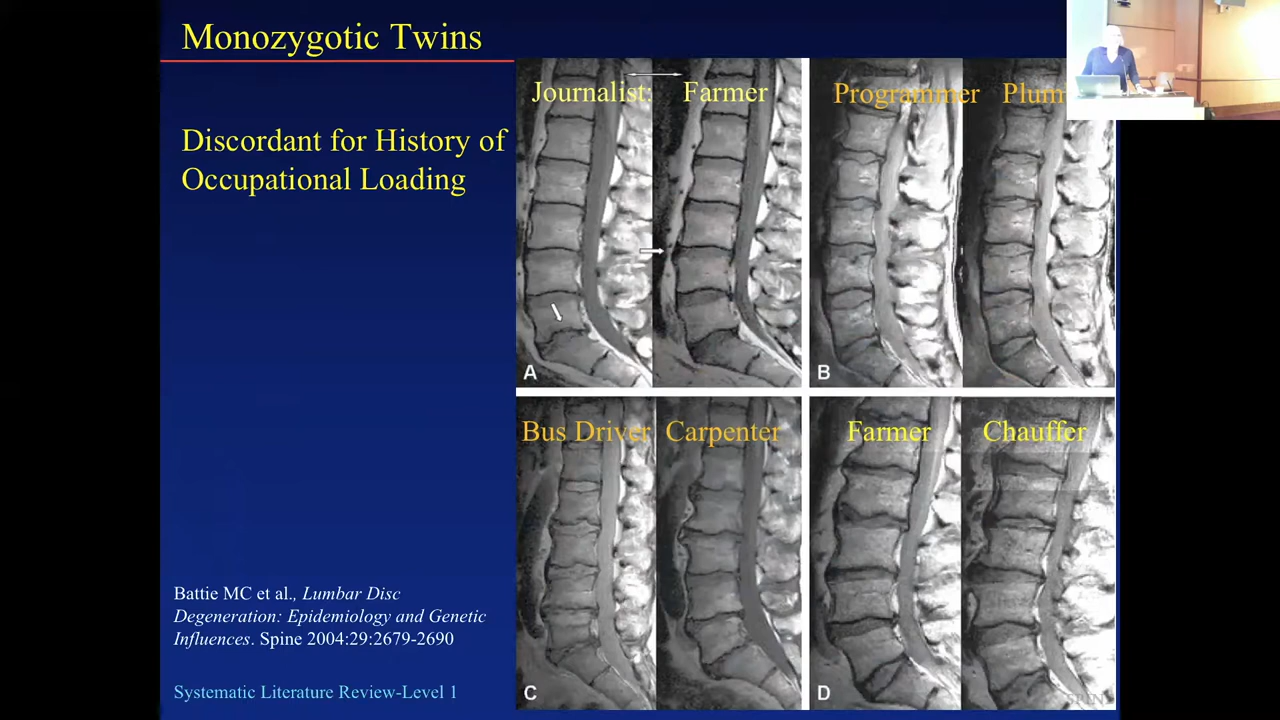 Monozygotic Twins
Discordant for History of
Occupational Loading
Journalist: Farmer
Programmer
A
B
Bus Driver Carpenter
Farmer Chauffer
C
D
Battie MC et al., Lumbar Disc
Degeneration: Epidemiology and Genetic
Influences. Spine 2004:29:2679-2690
Systematic Literature Review-Level 1